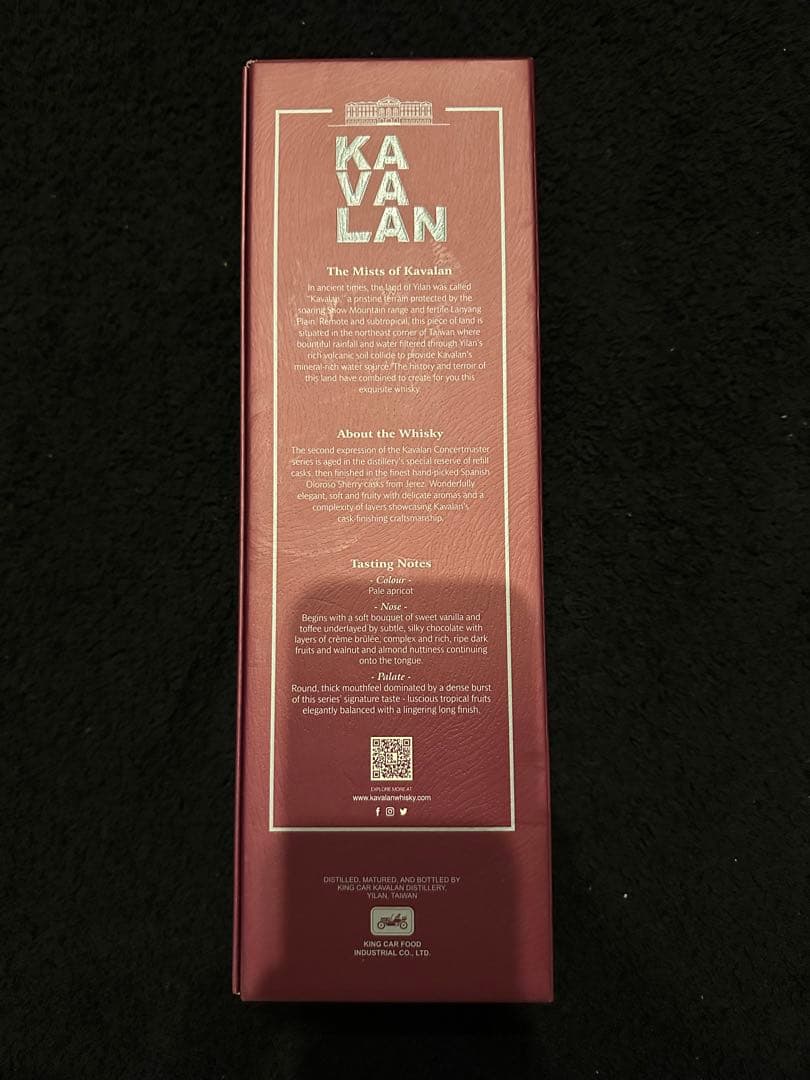 KA
VA
LAN
The Mists of Kavalan
In ancient times, the land of Yilan was called
"Kavalan," a pristine terrain protected by the
soaring Snow Mountain range and fertile Lanyang
Plain. Remote and subtropical, this piece of land is
situated in the northeast corner of Taiwan where
bountiful rainfall and water filtered through Yilan's
rich volcanic soil collide to provide Kavalan's
mineral-rich water source. The history and terroir of
this land have combined to create for you this
exquisite whisky.
About the Whisky
The second expression of the Kavalan Concertmaster
series is aged in the distillery's special reserve of refill
casks, then finished in the finest hand-picked Spanish
Oloroso Sherry casks from Jerez. Wonderfully
elegant, soft and fruity with delicate aromas and a
complexity of layers showcasing Kavalan's
cask-finishing craftsmanship.
Tasting Notes
- Colour -
Pale apricot
- Nose -
Begins with a soft bouquet of sweet vanilla and
toffee underlayed by subtle, silky chocolate with
layers of crème brûlée, complex and rich, ripe dark
fruits and walnut and almond nuttiness continuing
onto the tongue.
- Palate -
Round, thick mouthfeel dominated by a dense burst
of this series' signature taste - luscious tropical fruits
elegantly balanced with a lingering long finish.
EXPLORE MORE AT
www.kavalanwhisky.com
DISTILLED, MATURED, AND BOTTLED BY
KING CAR KAVALAN DISTILLERY,
YILAN, TAIWAN
KING CAR FOOD
INDUSTRIAL CO., LTD.